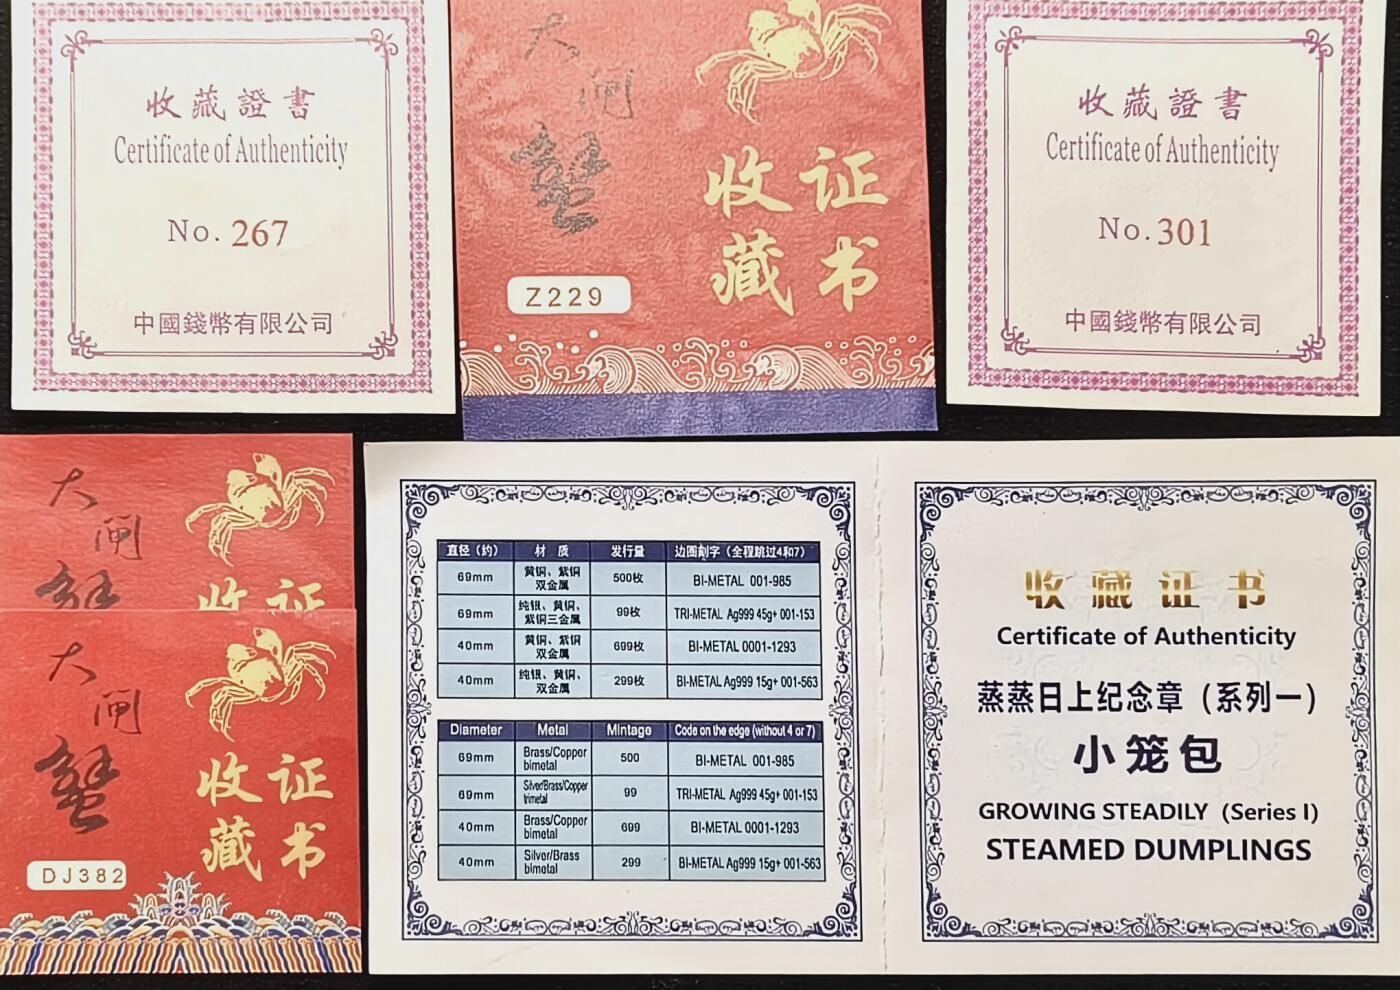 收藏證書
Certificate of Authenticity
No. 267
中國錢幣有限公司
大闸蟹
收证
藏书
Z229
收藏證書
Certificate of Authenticity
No. 301
中國錢幣有限公司
大闸蟹
收证
大闸蟹
收证
藏书
DJ382
直径（约） 材 质 发行量 边圈刻字（全程跳过4和7）
69mm 黄铜、紫铜双金属 500枚 BI-METAL 001-985
69mm 纯银、黄铜、紫铜三金属 99枚 TRI-METAL Ag999 45g+ 001-153
40mm 黄铜、紫铜双金属 699枚 BI-METAL 0001-1293
40mm 纯银、黄铜、双金属 299枚 BI-METAL Ag999 15g+ 001-563
Diameter Metal Mintage Code on the edge (without 4 or 7)
69mm Brass/Copper bimetal 500 BI-METAL 001-985
69mm Silver/Brass/Copper trimetal 99 TRI-METAL Ag999 45g+ 001-153
40mm Brass/Copper bimetal 699 BI-METAL 0001-1293
40mm Silver/Brass bimetal 299 BI-METAL Ag999 15g+ 001-563
收藏证书
Certificate of Authenticity
蒸蒸日上纪念章（系列一）
小笼包
GROWING STEADILY (Series I)
STEAMED DUMPLINGS